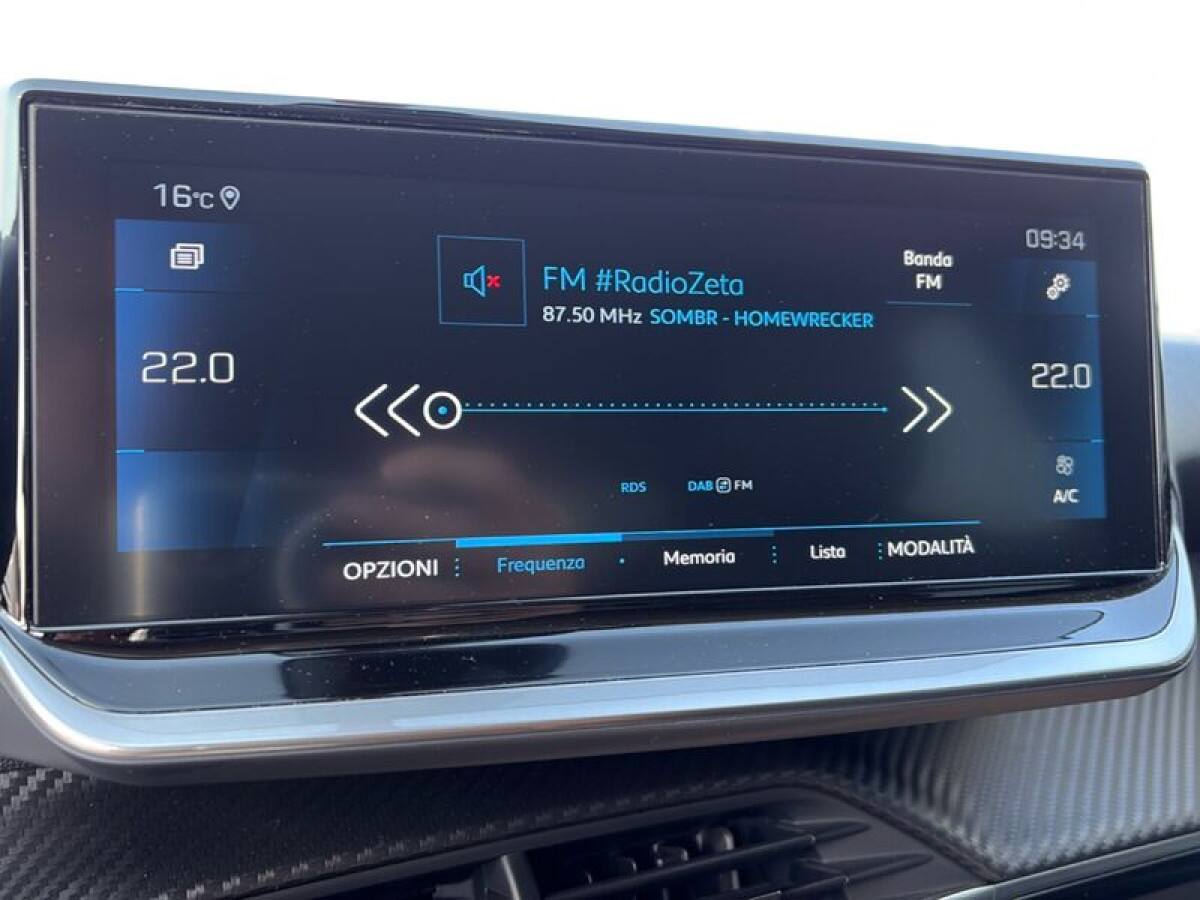 16°C
09:34
Banda
FM
FM #RadioZeta
87.50 MHz SOMBR - HOMEWRECKER
22.0
22.0
RDS DAB FM
A/C
OPZIONI Frequenza Memoria Lista MODALITÀ